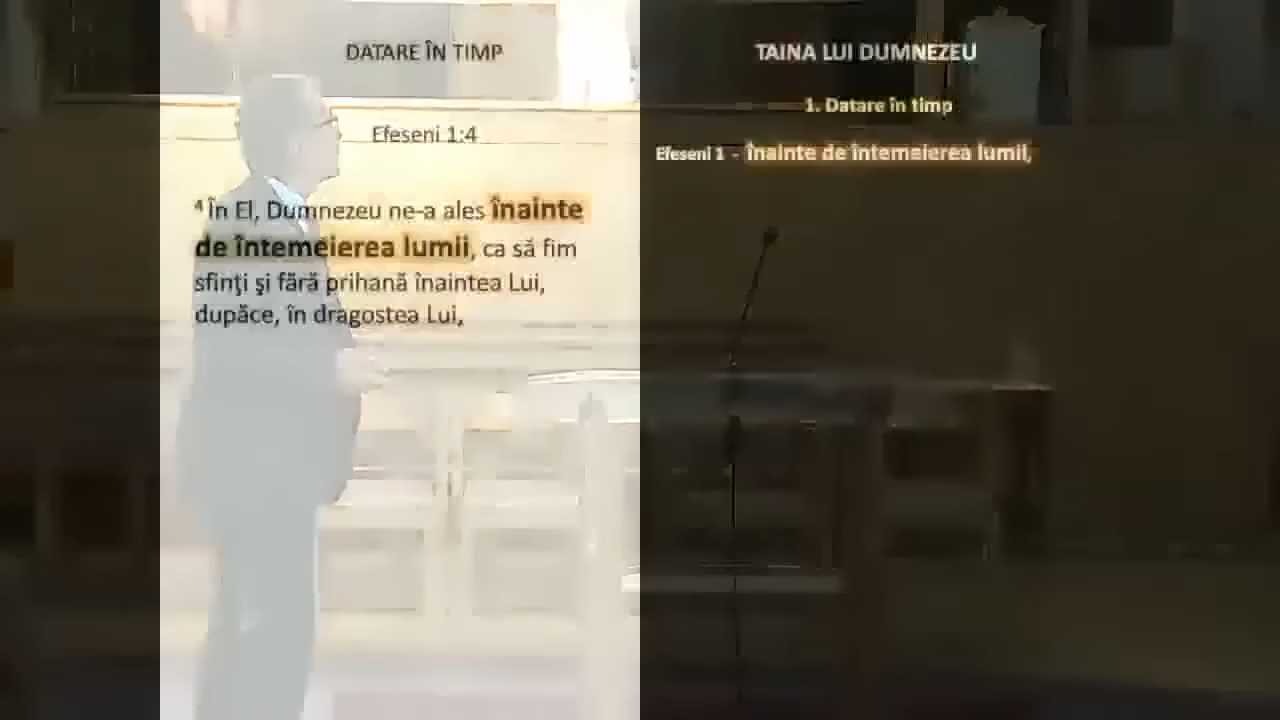 DATARE ÎN TIMP
Efeseni 1:4
⁴ În El, Dumnezeu ne-a ales înainte
de întemeierea lumii, ca să fim
sfinţi şi fără prihană înaintea Lui,
dupăce, în dragostea Lui,
TAINA LUI DUMNEZEU
1. Datare în timp
Efeseni 1 - înainte de întemeierea lumii,